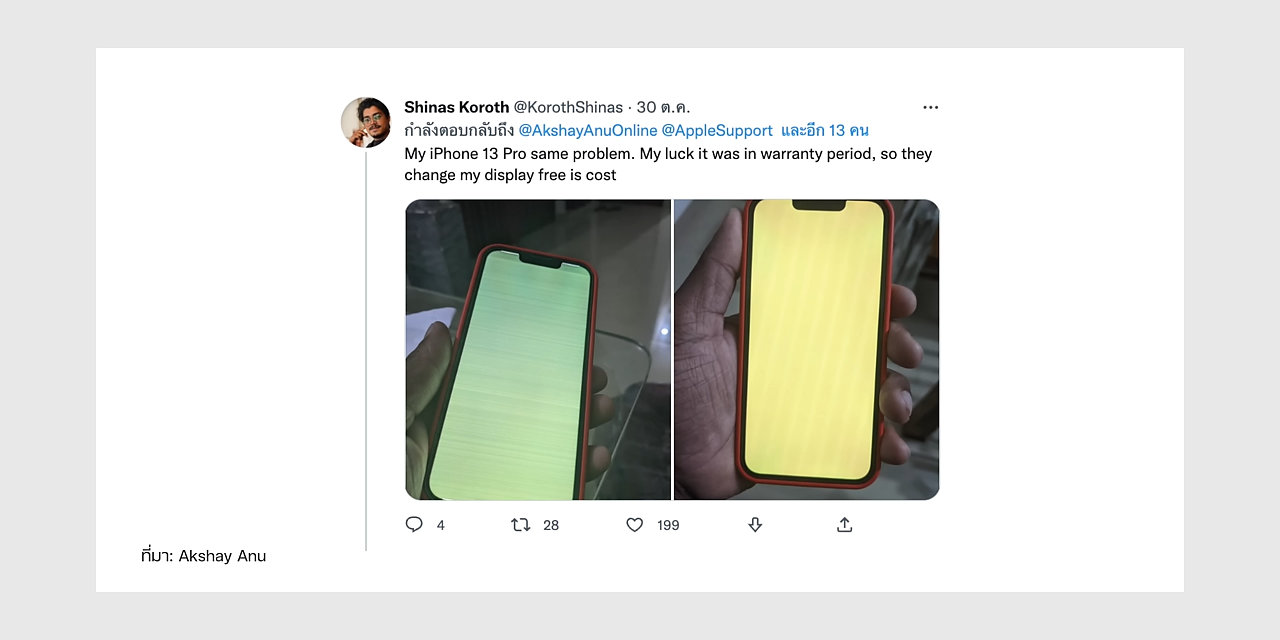 Shinas Koroth @KorothShinas · 30 ต.ค.
กำลังตอบกลับถึง @AkshayAnuOnline @AppleSupport และอีก 13 คน
My iPhone 13 Pro same problem. My luck it was in warranty period, so they
change my display free is cost
4 28 199
ที่มา: Akshay Anu